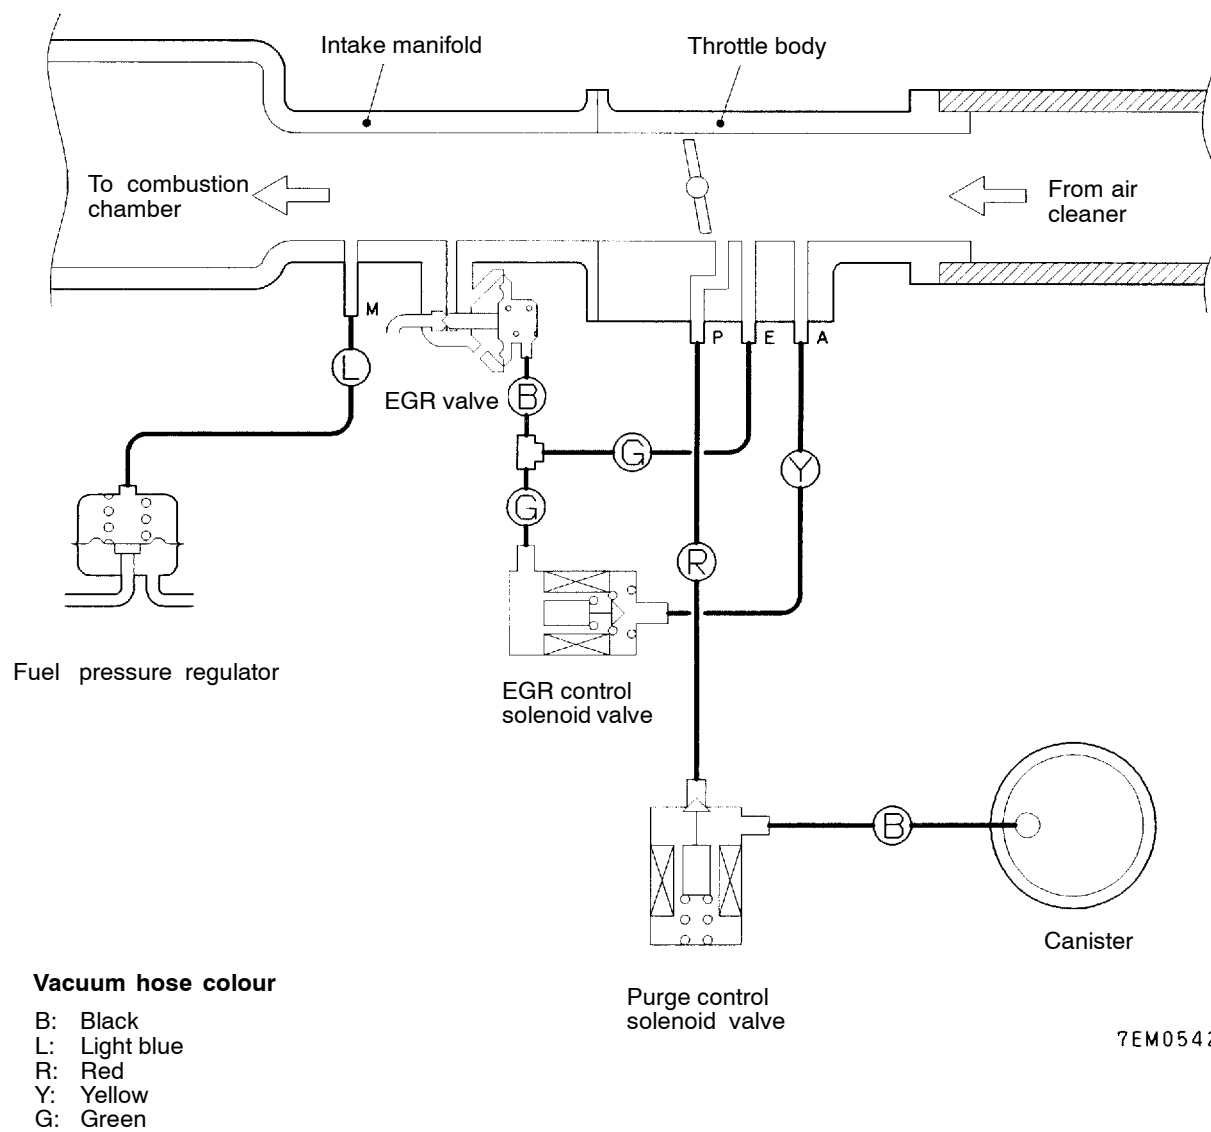 Intake manifold
Throttle body
To combustion
chamber
From air
cleaner
M
P
E
A
L
EGR valve
B
G
Y
G
R
Fuel pressure regulator
EGR control
solenoid valve
B
Canister
Vacuum hose colour
Purge control
solenoid valve
B: Black
L: Light blue
R: Red
Y: Yellow
G: Green
7EM0542